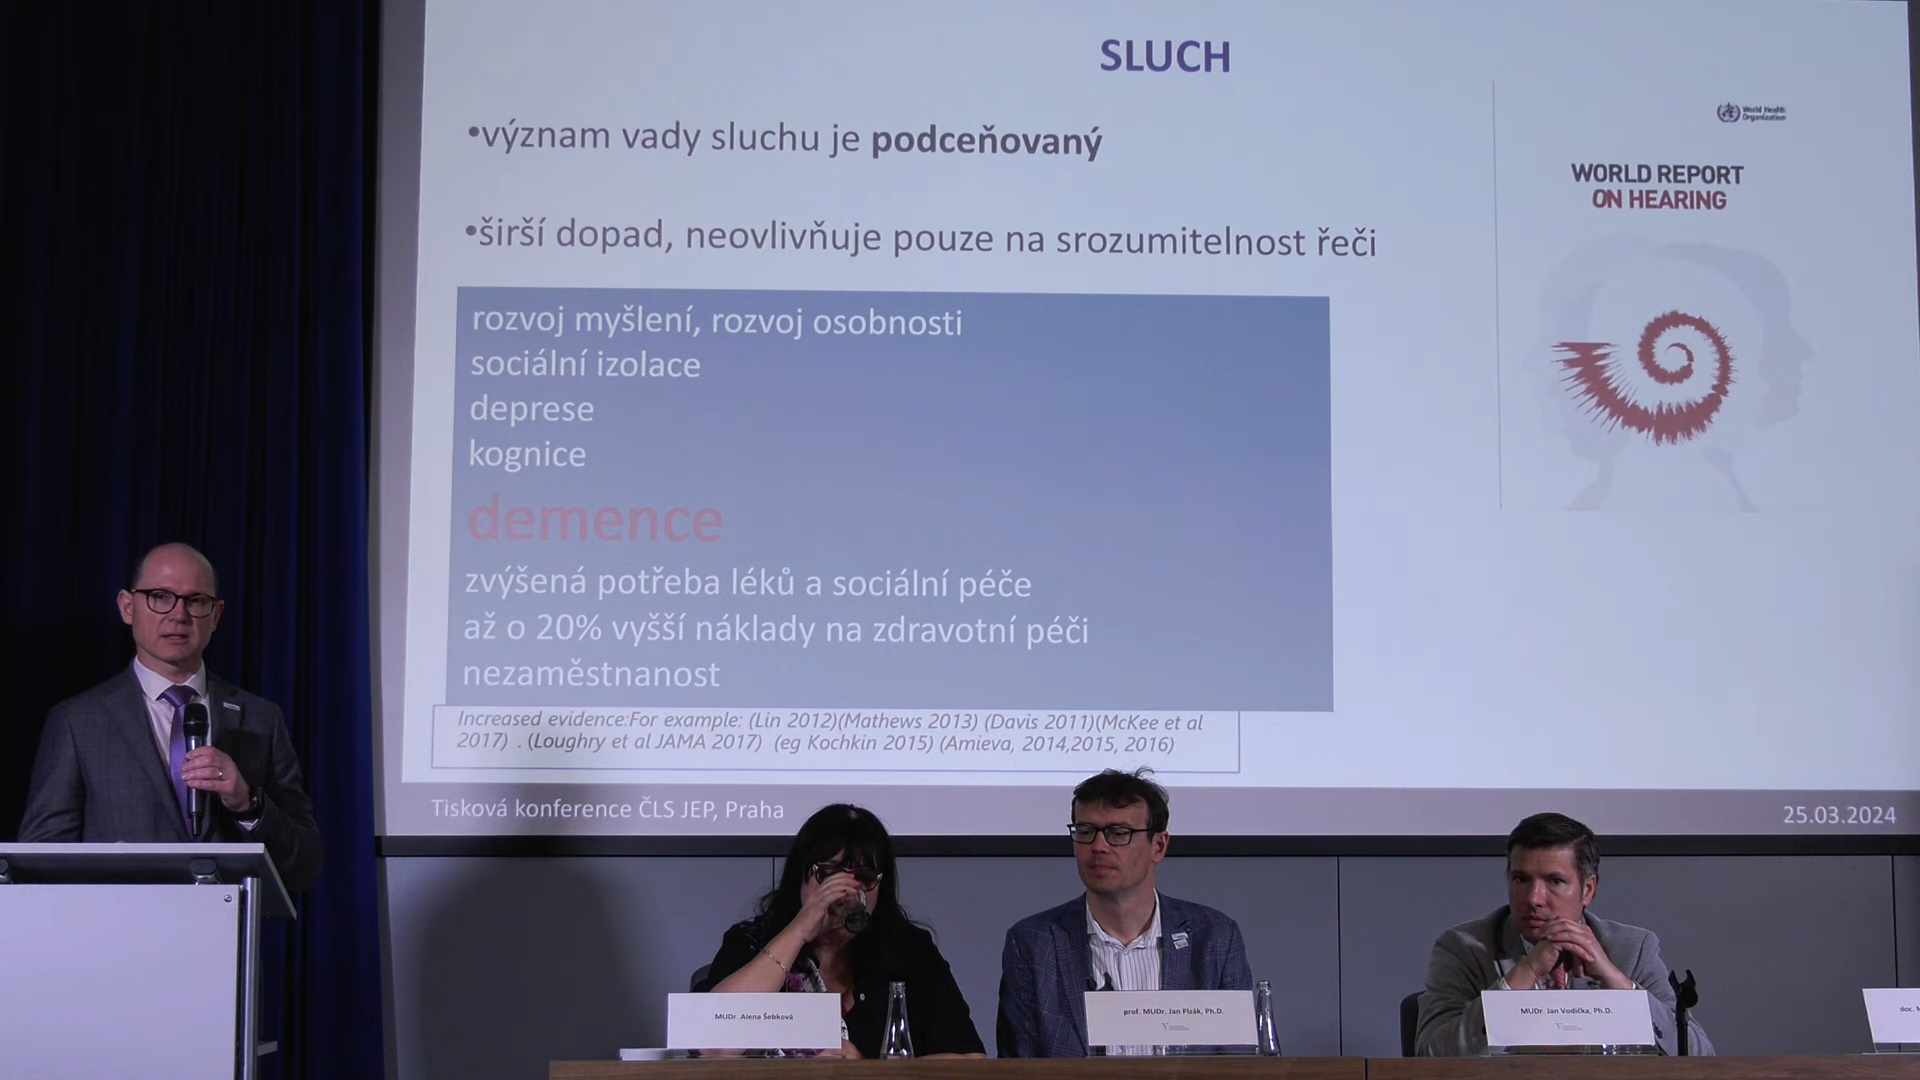 SLUCH
•význam vady sluchu je podceňovaný
•širší dopad, neovlivňuje pouze na srozumitelnost řeči
rozvoj myšlení, rozvoj osobnosti
sociální izolace
deprese
kognice
demence
zvýšená potřeba léků a sociální péče
až o 20% vyšší náklady na zdravotní péči
nezaměstnanost
Increased evidence:For example: (Lin 2012)(Mathews 2013) (Davis 2011)(McKee et al
2017) . (Loughry et al JAMA 2017) (eg Kochkin 2015) (Amieva, 2014,2015, 2016)
World Health
Organization
WORLD REPORT
ON HEARING
Tisková konference ČLS JEP, Praha
25.03.2024
MUDr. Alena Šebková
prof. MUDr. Jan Plzák, Ph.D.
MUDr. Jan Vodička, Ph.D.
doc.